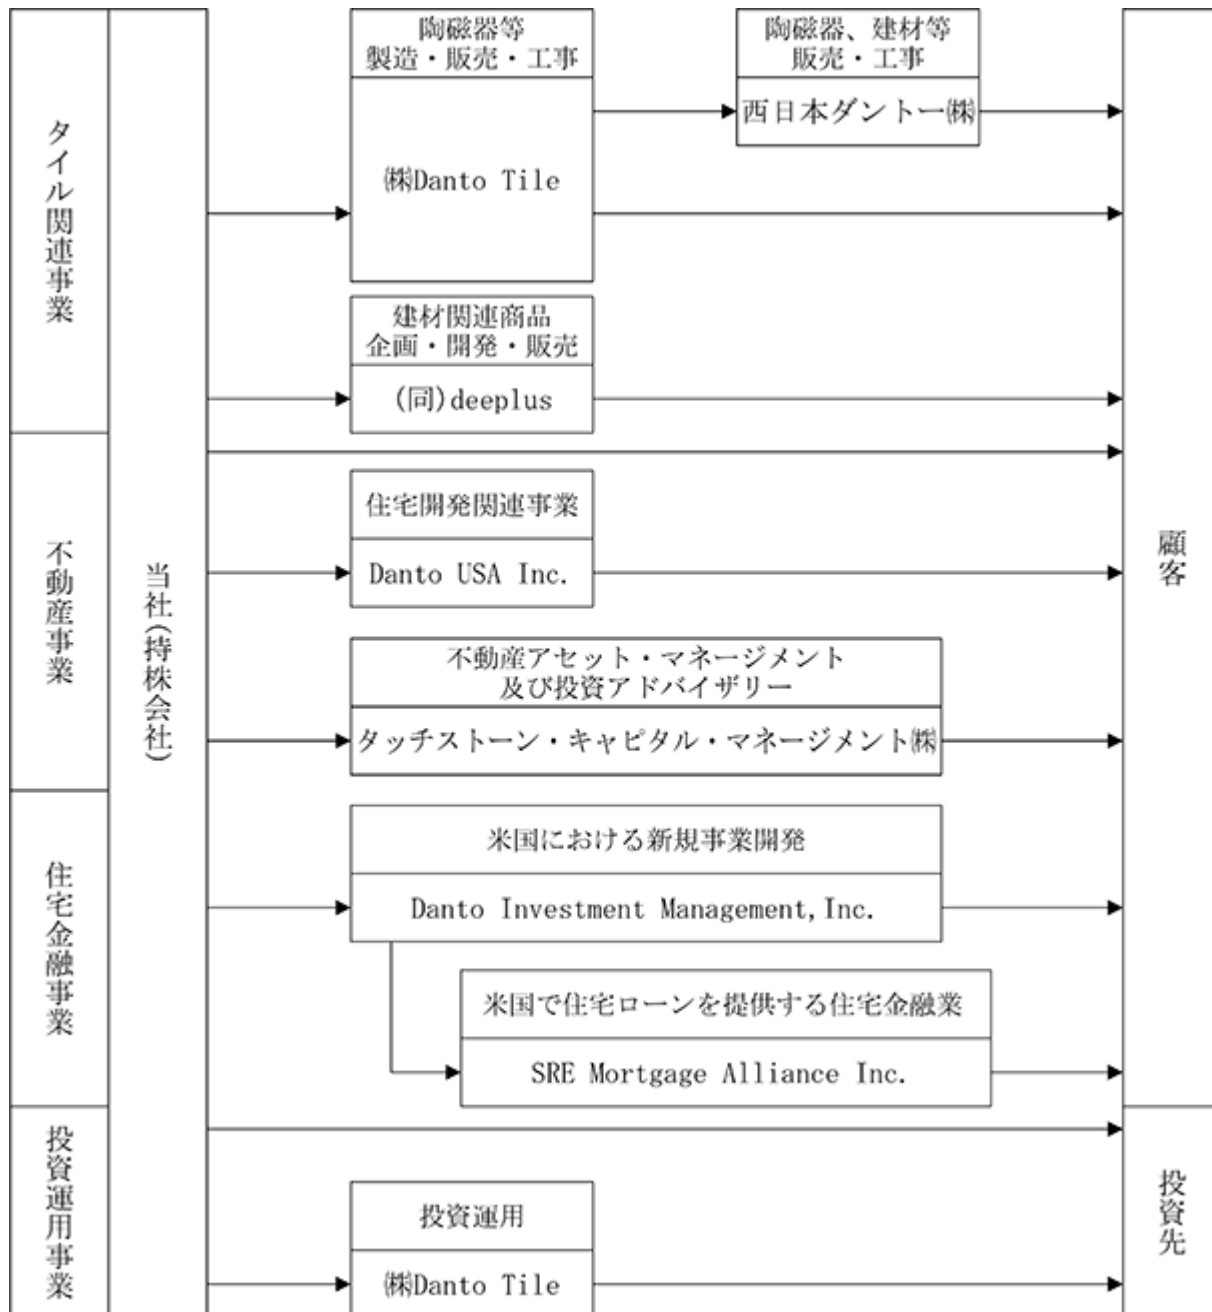 タイル関連事業
不動産事業
住宅金融事業
投資運用事業
当社(持株会社)
陶磁器等
製造・販売・工事
㈱Danto Tile
陶磁器、建材等
販売・工事
西日本ダントー㈱
建材関連商品
企画・開発・販売
(同)deeplus
住宅開発関連事業
Danto USA Inc.
不動産アセット・マネージメント
及び投資アドバイザリー
タッチストーン・キャピタル・マネージメント㈱
米国における新規事業開発
Danto Investment Management,Inc.
米国で住宅ローンを提供する住宅金融業
SRE Mortgage Alliance Inc.
投資運用
㈱Danto Tile
顧客
投資先